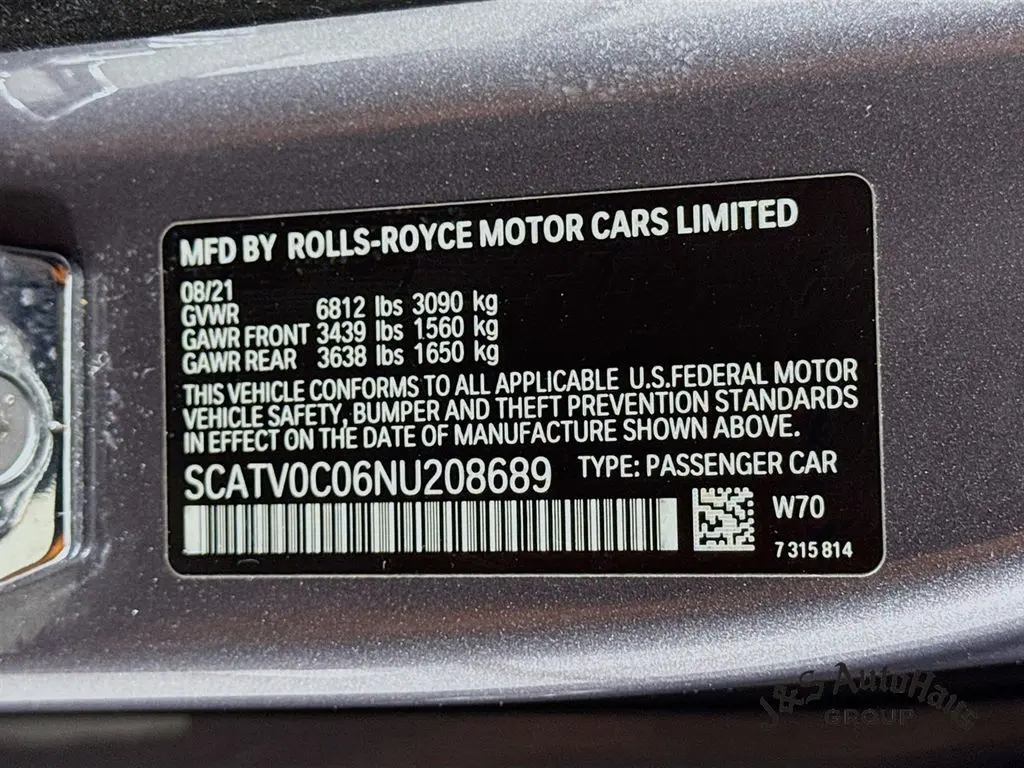 MFD BY ROLLS-ROYCE MOTOR CARS LIMITED
08/21
GVWR 6812 lbs 3090 kg
GAWR FRONT 3439 lbs 1560 kg
GAWR REAR 3638 lbs 1650 kg
THIS VEHICLE CONFORMS TO ALL APPLICABLE U.S.FEDERAL MOTOR
VEHICLE SAFETY, BUMPER AND THEFT PREVENTION STANDARDS
IN EFFECT ON THE DATE OF MANUFACTURE SHOWN ABOVE.
SCATV0C06NU208689 TYPE: PASSENGER CAR
W70
7 315 814
J&S AutoHaus
GROUP